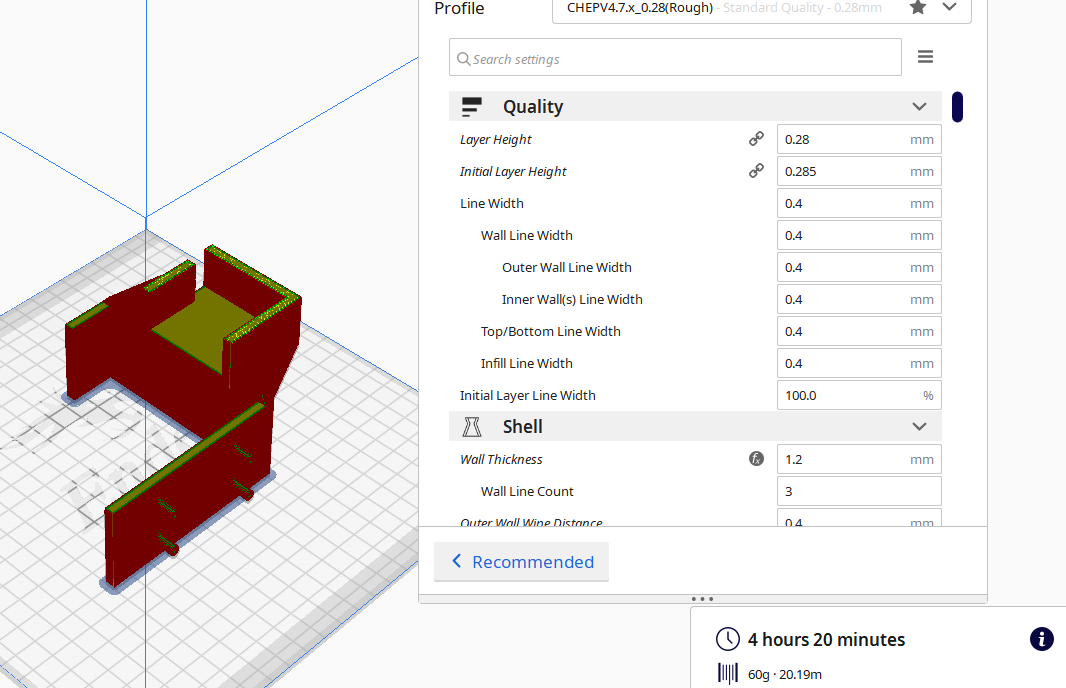 Profile
CHEPV4.7.x_0.28(Rough) - Standard Quality - 0.28mm
Search settings
Quality
Layer Height 0.28 mm
Initial Layer Height 0.285 mm
Line Width 0.4 mm
Wall Line Width 0.4 mm
Outer Wall Line Width 0.4 mm
Inner Wall(s) Line Width 0.4 mm
Top/Bottom Line Width 0.4 mm
Infill Line Width 0.4 mm
Initial Layer Line Width 100.0 %
Shell
Wall Thickness fx 1.2 mm
Wall Line Count 3
Outer Wall Wipe Distance 0.4 mm
Recommended
4 hours 20 minutes
60g · 20.19m